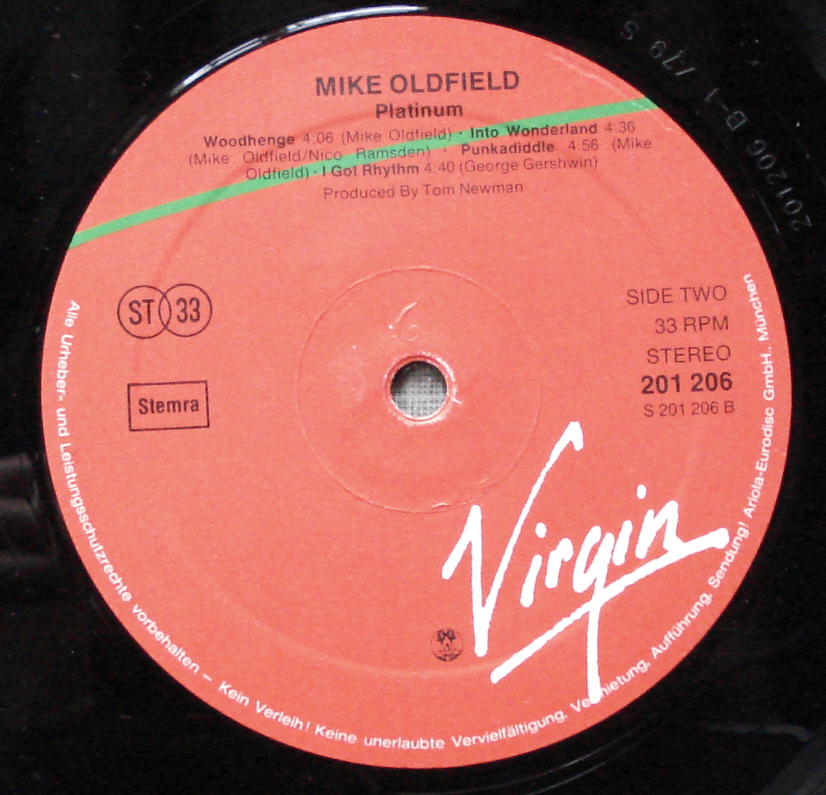 MIKE OLDFIELD
Platinum
Woodhenge 4:06 (Mike Oldfield) · Into Wonderland 4:36
(Mike Oldfield/Nico Ramsden) · Punkadiddle 4:56 (Mike
Oldfield) · I Got Rhythm 4:40 (George Gershwin)
Produced By Tom Newman
ST 33
Stemra
SIDE TWO
33 RPM
STEREO
201 206
S 201 206 B
Virgin
Alle Urheber- und Leistungsschutzrechte vorbehalten – Kein Verleih! Keine unerlaubte Vervielfältigung, Vermietung, Aufführung, Sendung! Ariola-Eurodisc GmbH., München
201206 B-1 /79 S